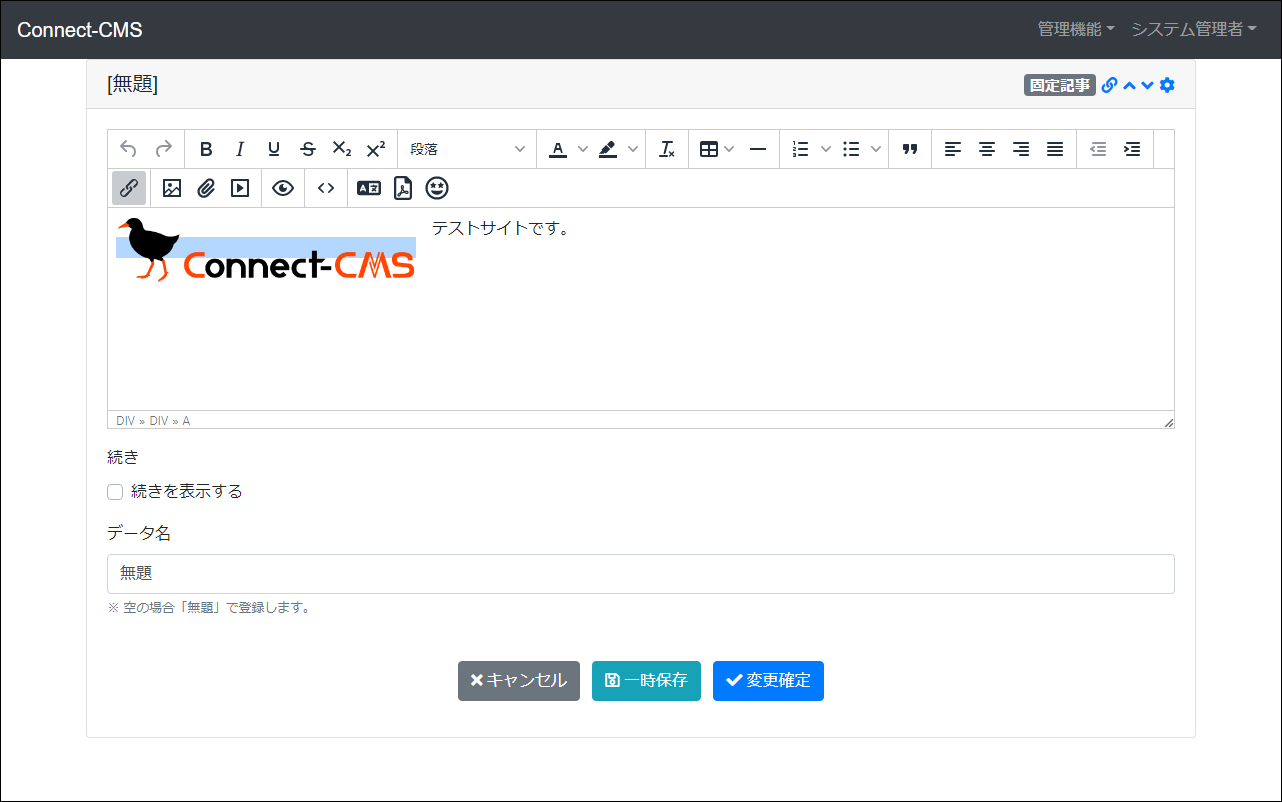 Connect-CMS 管理機能 システム管理者
[無題] 固定記事
B I U S X₂ X² 段落 A
Connect-CMS テストサイトです。
DIV » DIV » A
続き
続きを表示する
データ名
無題
※ 空の場合「無題」で登録します。
キャンセル 一時保存 変更確定